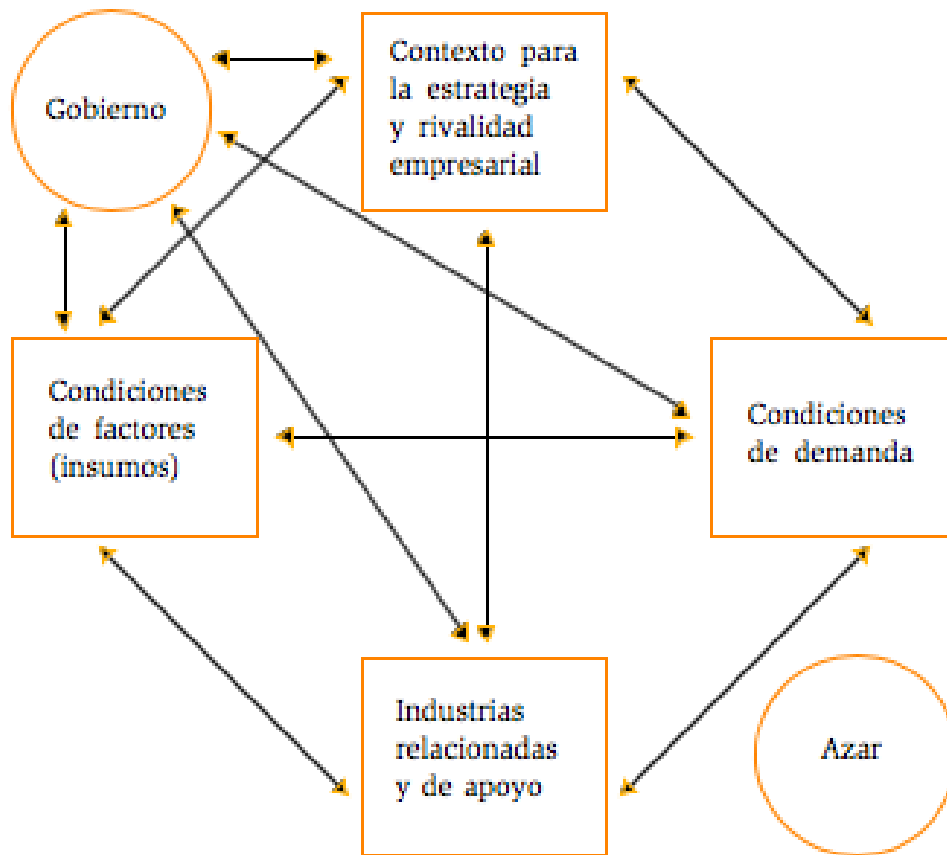 Gobierno
Contexto para
la estrategia
y rivalidad
empresarial
Condiciones
de factores
(insumos)
Condiciones
de demanda
Industrias
relacionadas
y de apoyo
Azar